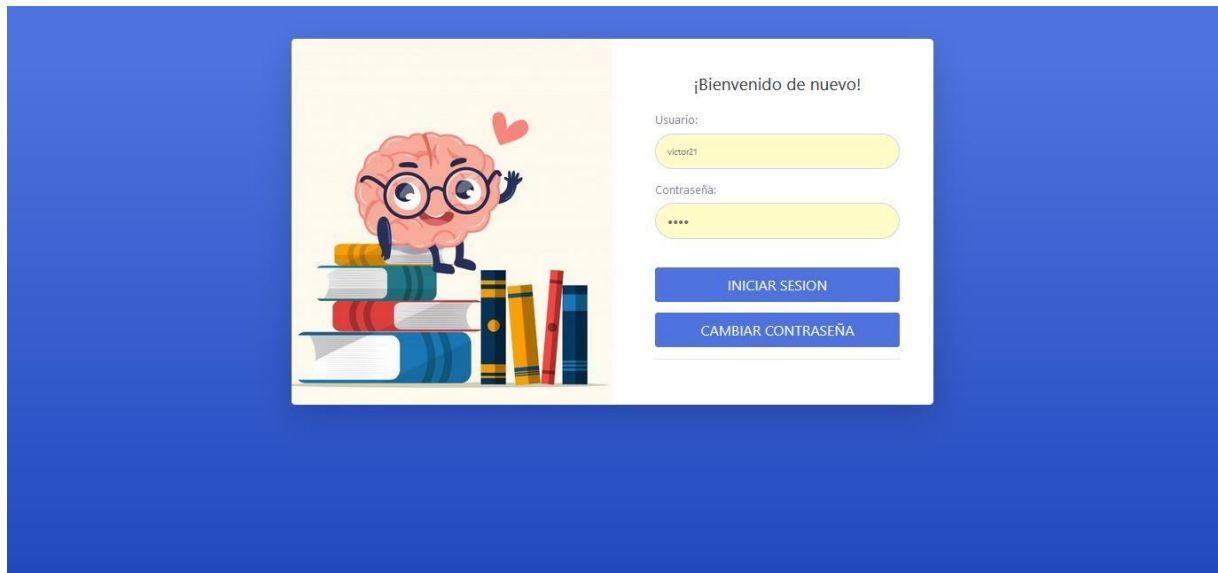 ¡Bienvenido de nuevo!
Usuario:
victor21
Contraseña:
••••
INICIAR SESION
CAMBIAR CONTRASEÑA